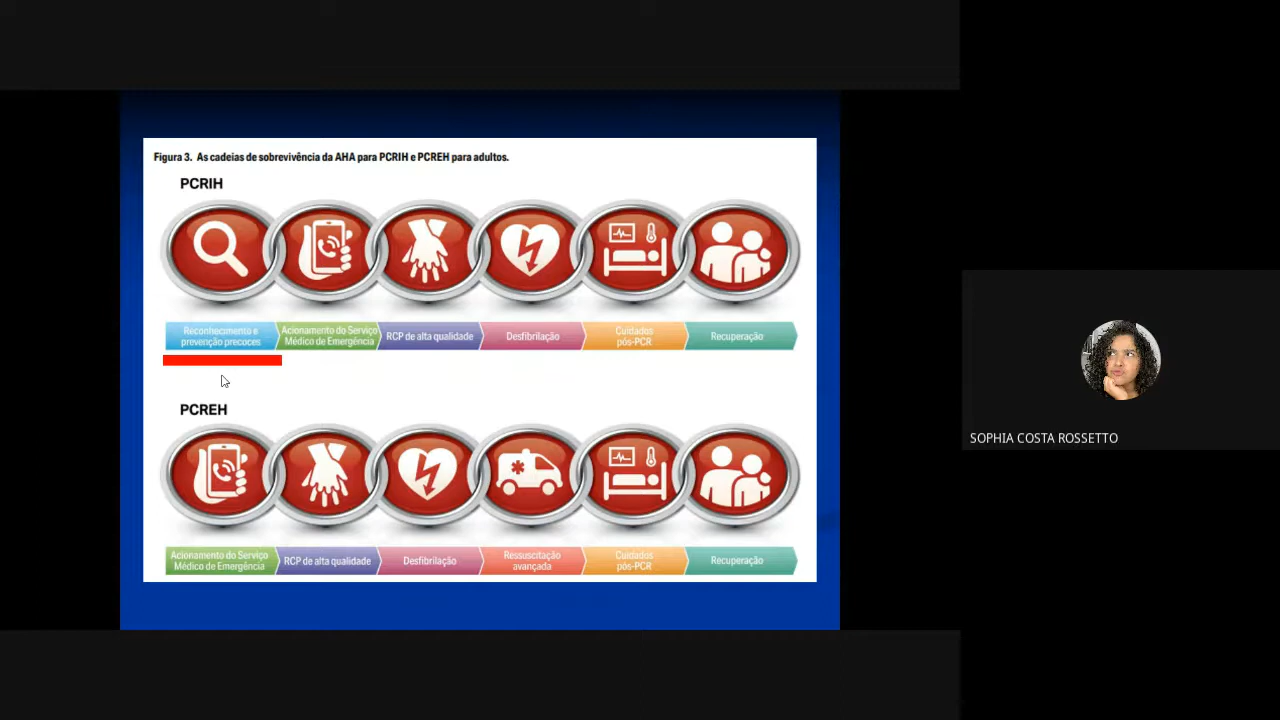 Figura 3. As cadeias de sobrevivência da AHA para PCRIH e PCREH para adultos.
PCRIH
Reconhecimento e
prevenção precoces
Acionamento do Serviço
Médico de Emergência
RCP de alta qualidade
Desfibrilação
Cuidados
pós-PCR
Recuperação
PCREH
Acionamento do Serviço
Médico de Emergência
RCP de alta qualidade
Desfibrilação
Ressuscitação
avançada
Cuidados
pós-PCR
Recuperação
SOPHIA COSTA ROSSETTO